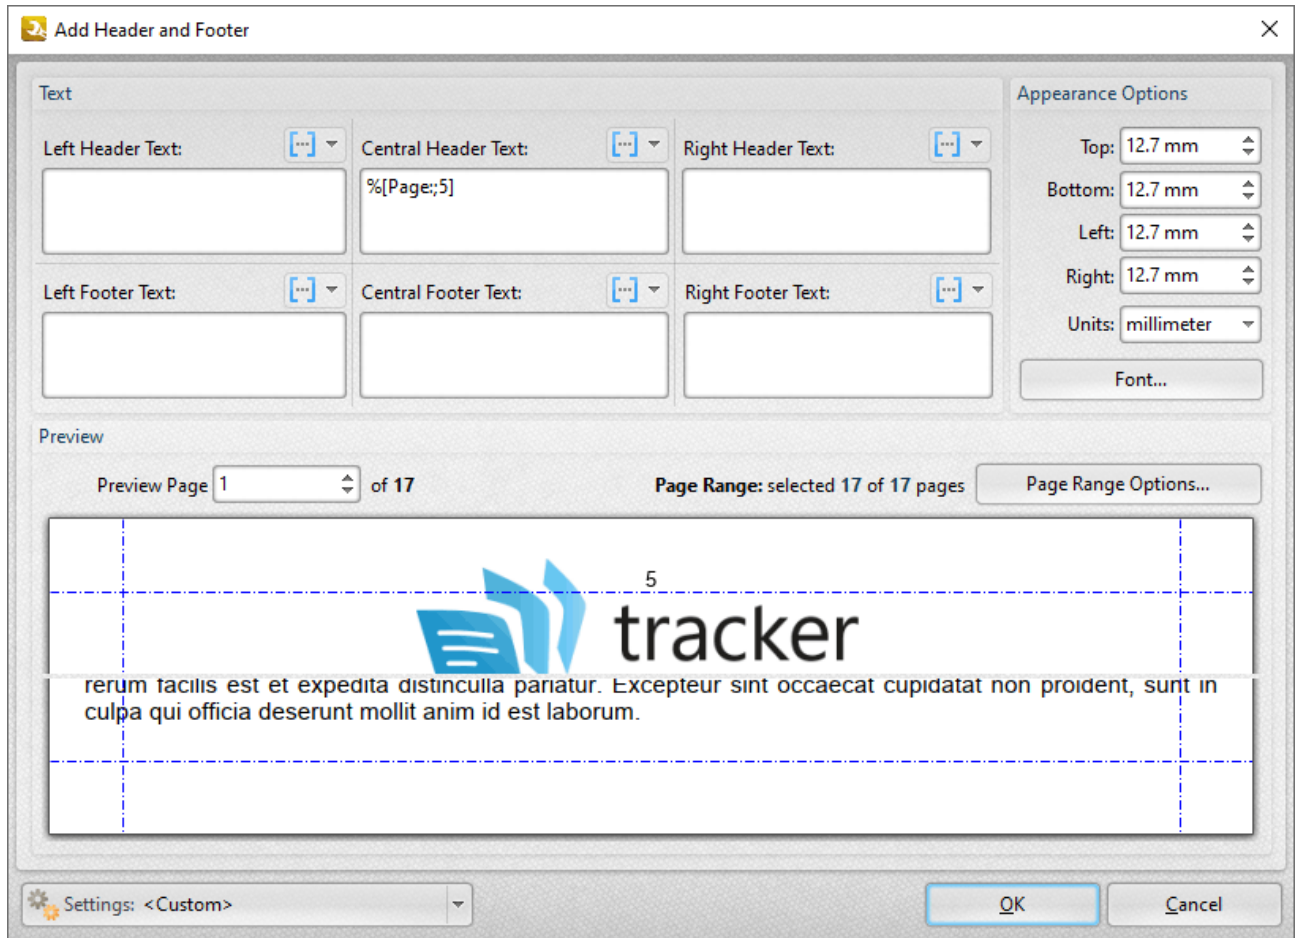 Add Header and Footer
Text
Appearance Options
Left Header Text:
Central Header Text:
Right Header Text:
%[Page:;5]
Top: 12.7 mm
Bottom: 12.7 mm
Left: 12.7 mm
Right: 12.7 mm
Units: millimeter
Font...
Left Footer Text:
Central Footer Text:
Right Footer Text:
Preview
Preview Page 1 of 17
Page Range: selected 17 of 17 pages
Page Range Options...
5
tracker
rerum facilis est et expedita distinculla pariatur. Excepteur sint occaecat cupidatat non proident, sunt in
culpa qui officia deserunt mollit anim id est laborum.
Settings: <Custom>
OK
Cancel